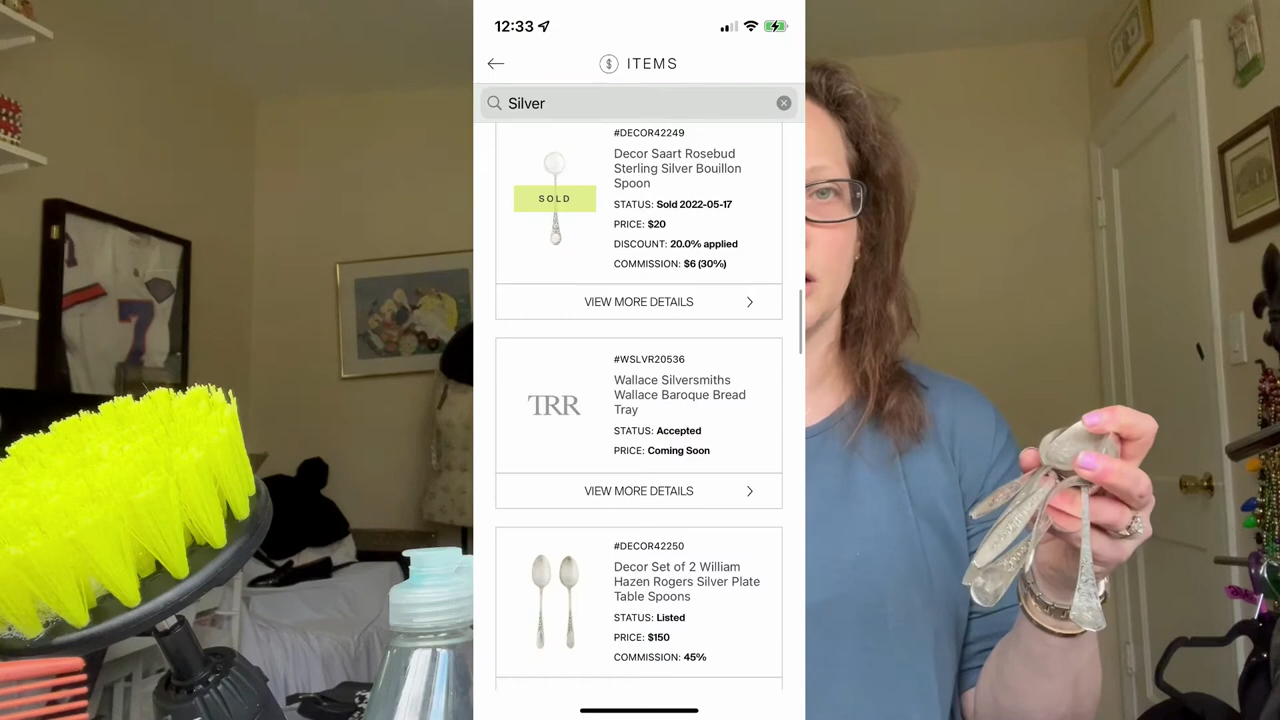 12:33
$ ITEMS
Silver
#DECOR42249
Decor Saart Rosebud
Sterling Silver Bouillon
Spoon
SOLD
STATUS: Sold 2022-05-17
PRICE: $20
DISCOUNT: 20.0% applied
COMMISSION: $6 (30%)
VIEW MORE DETAILS
#WSLVR20536
Wallace Silversmiths
Wallace Baroque Bread
Tray
TRR
STATUS: Accepted
PRICE: Coming Soon
VIEW MORE DETAILS
#DECOR42250
Decor Set of 2 William
Hazen Rogers Silver Plate
Table Spoons
STATUS: Listed
PRICE: $150
COMMISSION: 45%
7